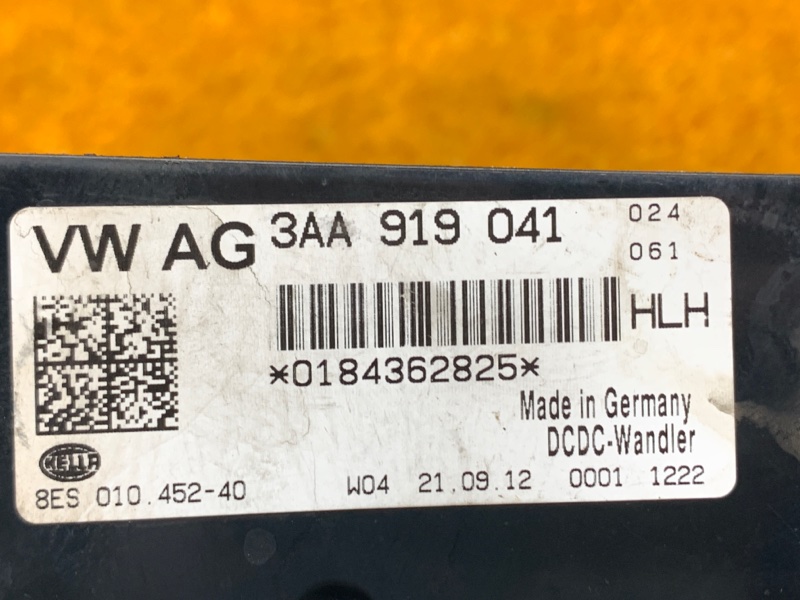 VW AG 3AA 919 041 024
061
HLH
*0184362825*
Made in Germany
DCDC-Wandler
HELLA
8ES 010.452-40 W04 21.09.12 0001 1222